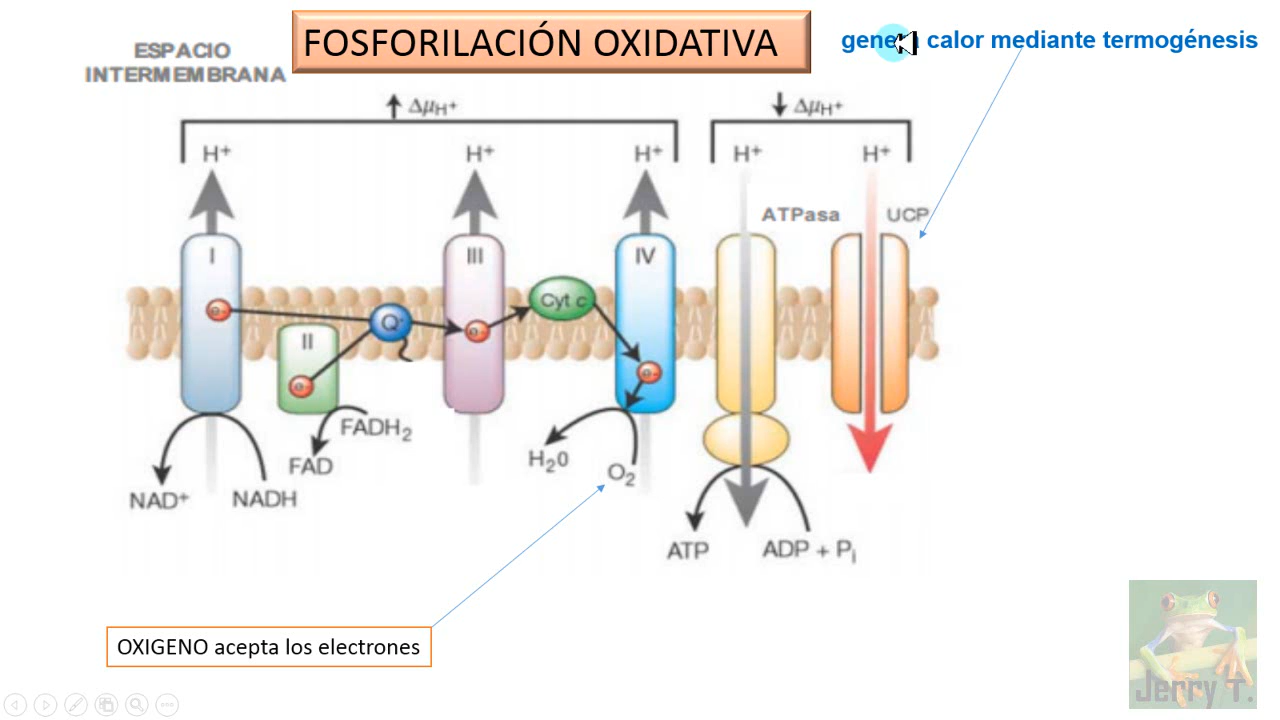 FOSFORILACIÓN OXIDATIVA
ESPACIO
INTERMEMBRANA
genera calor mediante termogénesis
↑ ΔμH⁺
↓ ΔμH⁺
H⁺
H⁺
H⁺
H⁺
H⁺
ATPasa
UCP
I
III
IV
II
Q
Cyt c
e⁻
e⁻
e⁻
e⁻
FADH₂
FAD
NAD⁺
NADH
H₂0
O₂
ATP
ADP + Pi
OXIGENO acepta los electrones
Jerry T.